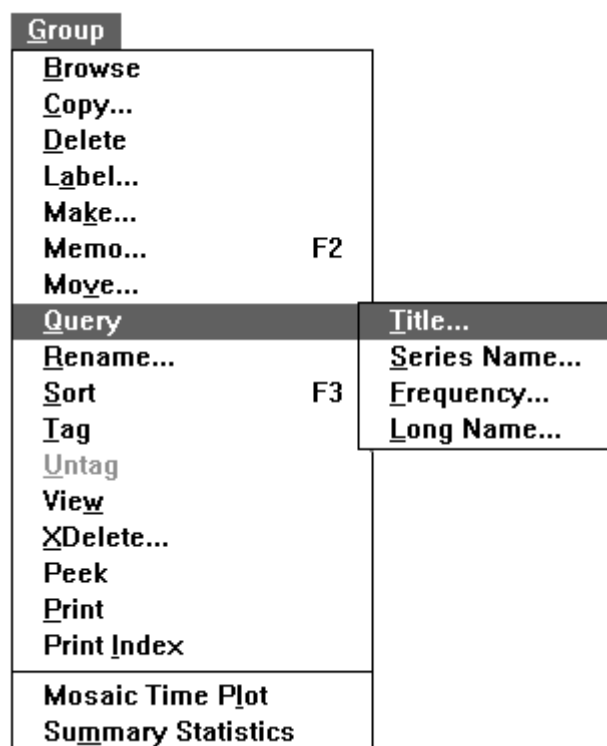 Group
Browse
Copy...
Delete
Label...
Make...
Memo... F2
Move...
Query Title...
Rename... Series Name...
Sort F3 Frequency...
Tag Long Name...
Untag
View
XDelete...
Peek
Print
Print Index
Mosaic Time Plot
Summary Statistics